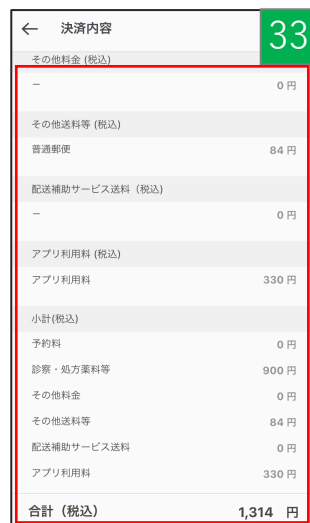 ← 決済内容
33
その他料金 (税込)
− 0 円
その他送料等 (税込)
普通郵便 84 円
配送補助サービス送料（税込）
− 0 円
アプリ利用料 (税込)
アプリ利用料 330 円
小計(税込)
予約料 0 円
診察・処方薬料等 900 円
その他料金 0 円
その他送料等 84 円
配送補助サービス送料 0 円
アプリ利用料 330 円
合計（税込） 1,314 円